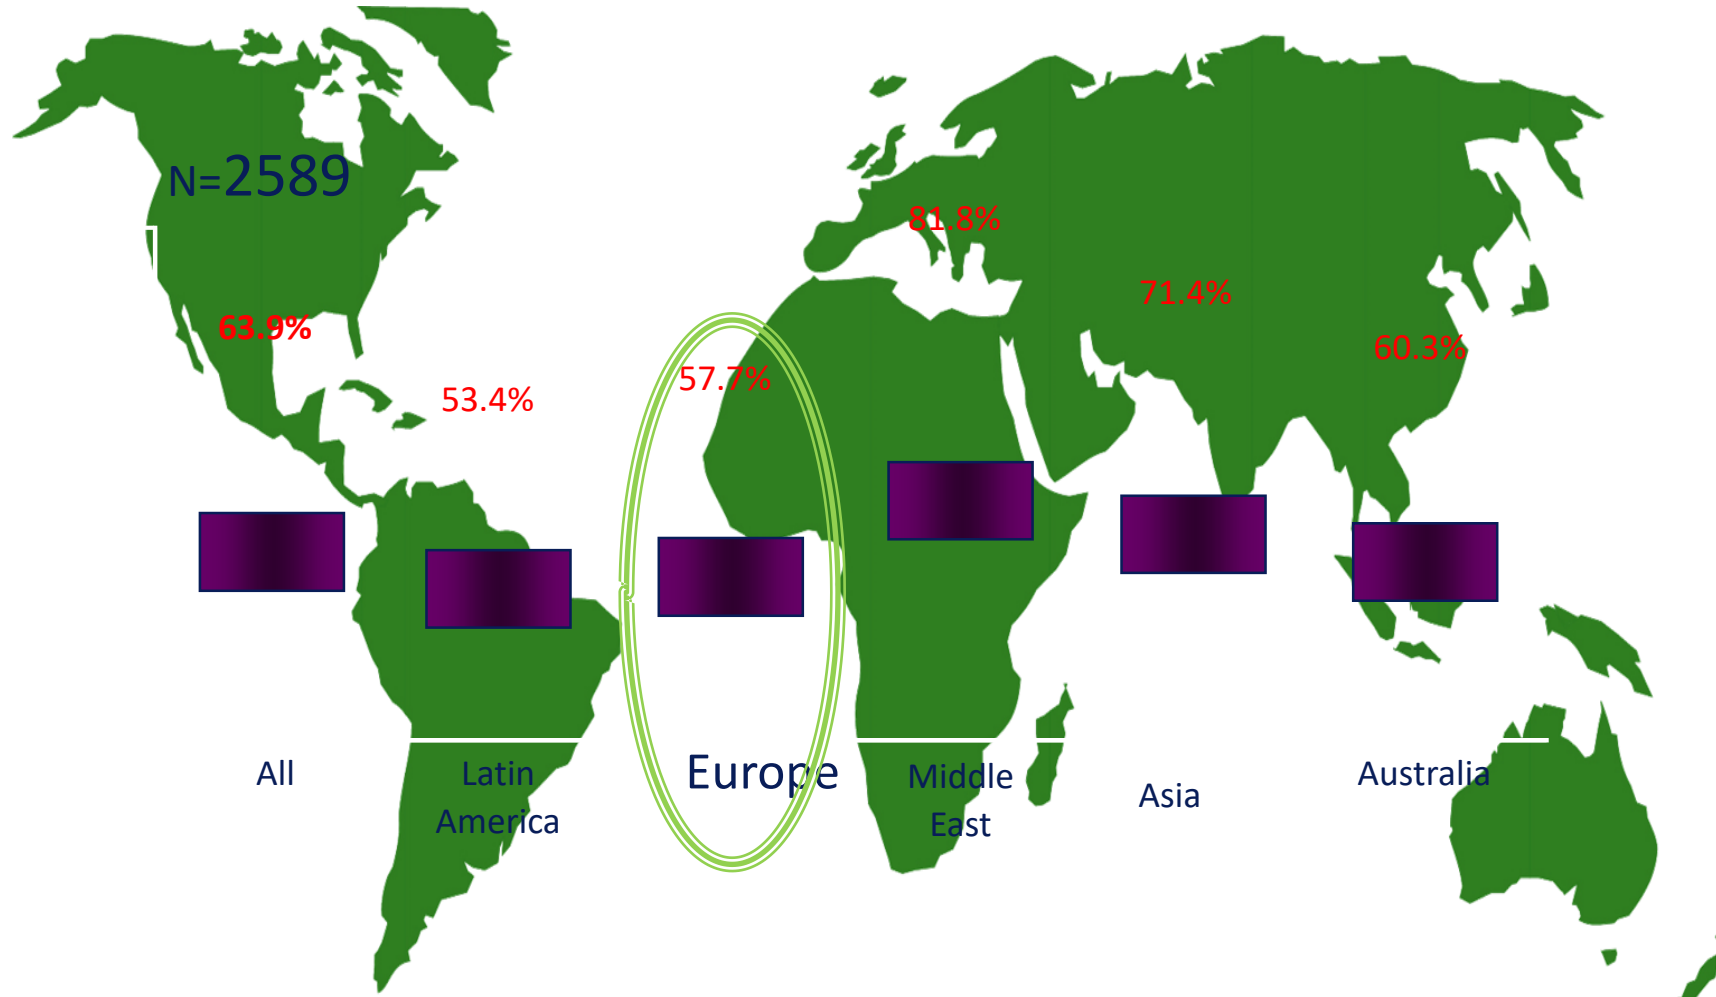 N=2589
81.8%
71.4%
63.9%
60.3%
57.7%
53.4%
All
Latin
America
Europe
Middle
East
Asia
Australia